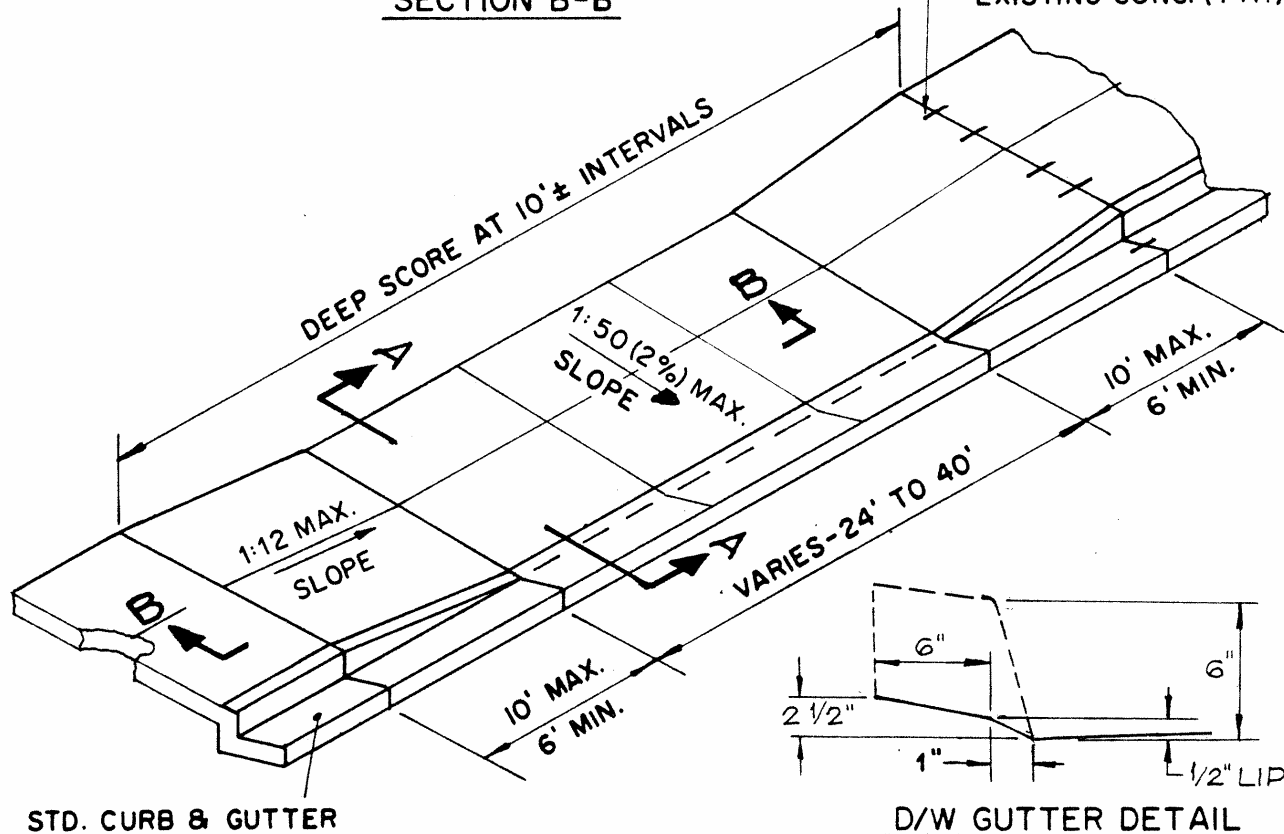 SECTION B-B
DEEP SCORE AT 10'± INTERVALS
A
B
1:50 (2%) MAX.
SLOPE
10' MAX.
6' MIN.
1:12 MAX.
SLOPE
B
A
VARIES-24' TO 40'
10' MAX.
6' MIN.
6"
6"
2 1/2"
1"
1/2" LIP
STD. CURB & GUTTER
D/W GUTTER DETAIL